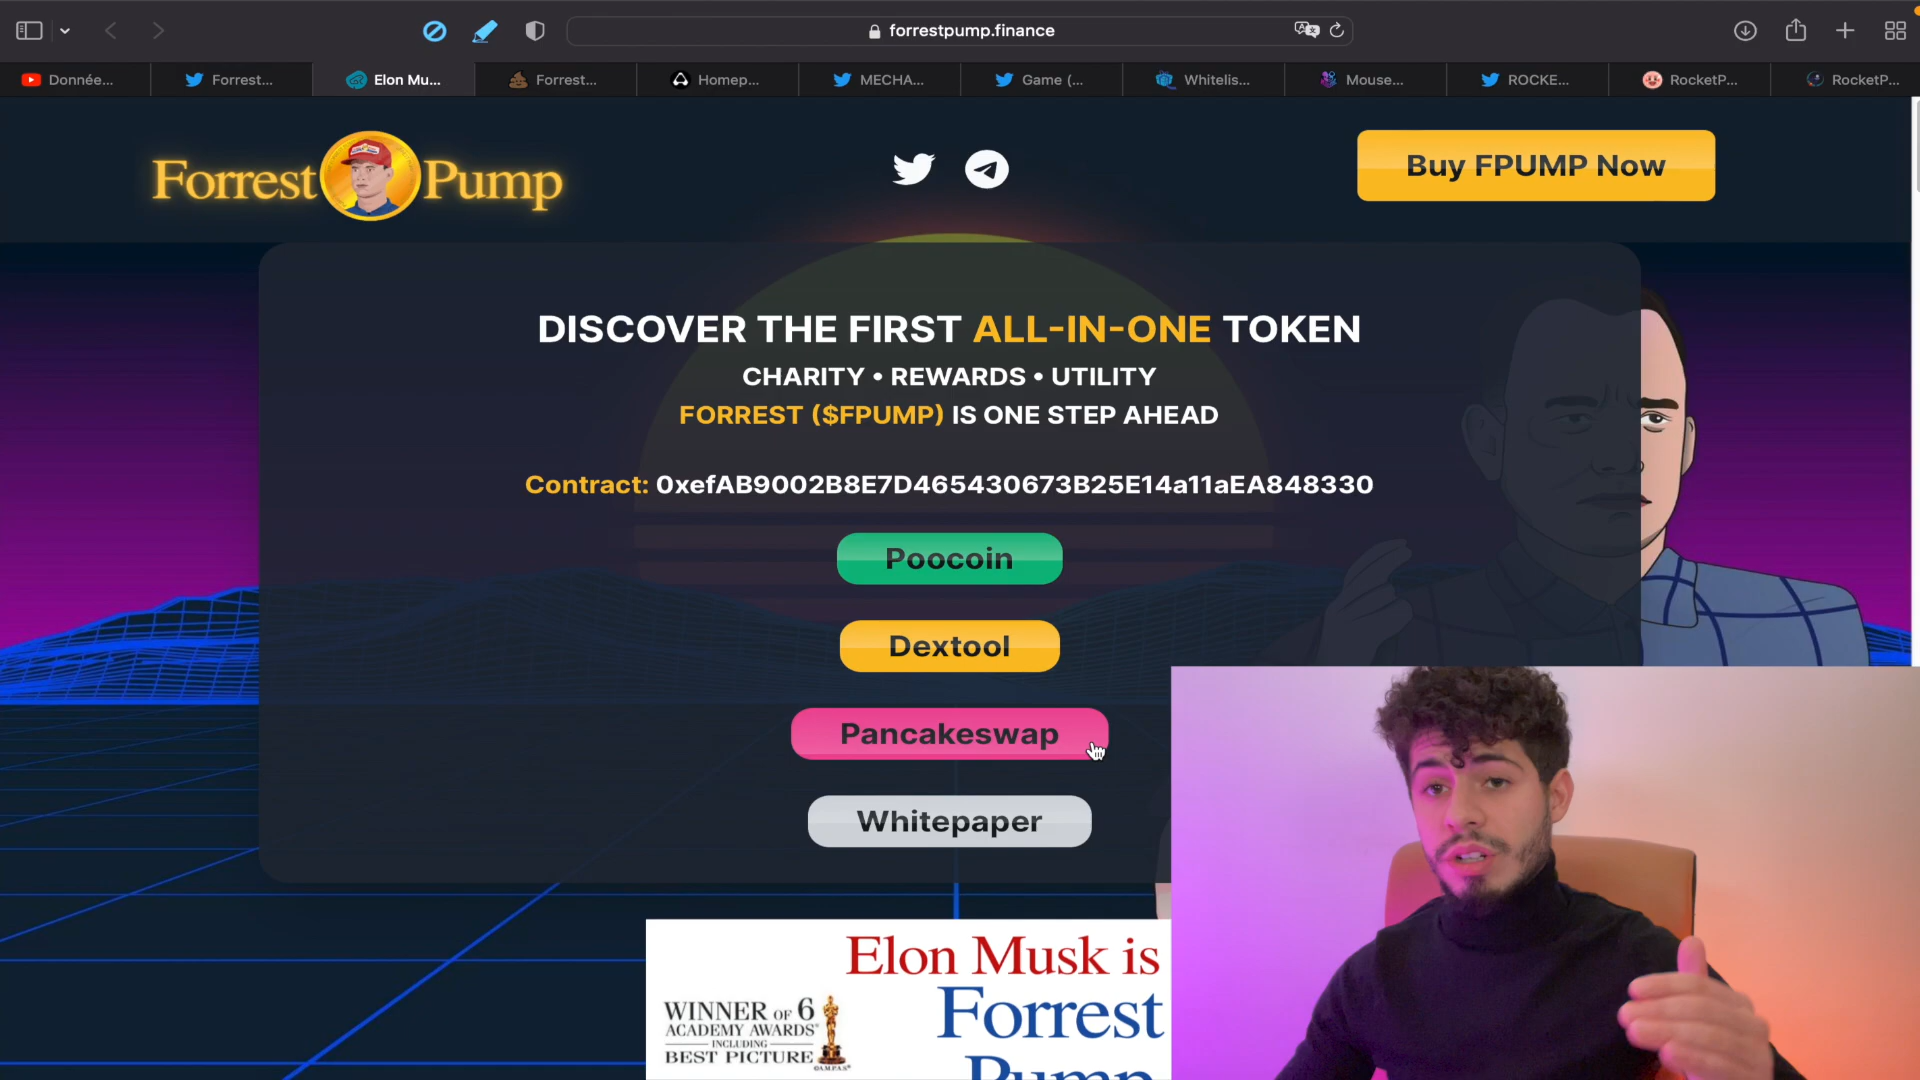 forrestpump.finance
Donnée...
Forrest...
Elon Mu...
Forrest...
Homep...
MECHA...
Game (...
Whitelis...
Mouse...
ROCKE...
RocketP...
RocketP...
Forrest Pump
Buy FPUMP Now
DISCOVER THE FIRST ALL-IN-ONE TOKEN
CHARITY • REWARDS • UTILITY
FORREST ($FPUMP) IS ONE STEP AHEAD
Contract: 0xefAB9002B8E7D465430673B25E14a11aEA848330
Poocoin
Dextool
Pancakeswap
Whitepaper
Elon Musk is
Forrest
Pump
WINNER OF 6
ACADEMY AWARDS®
INCLUDING
BEST PICTURE
©A.M.P.A.S.®